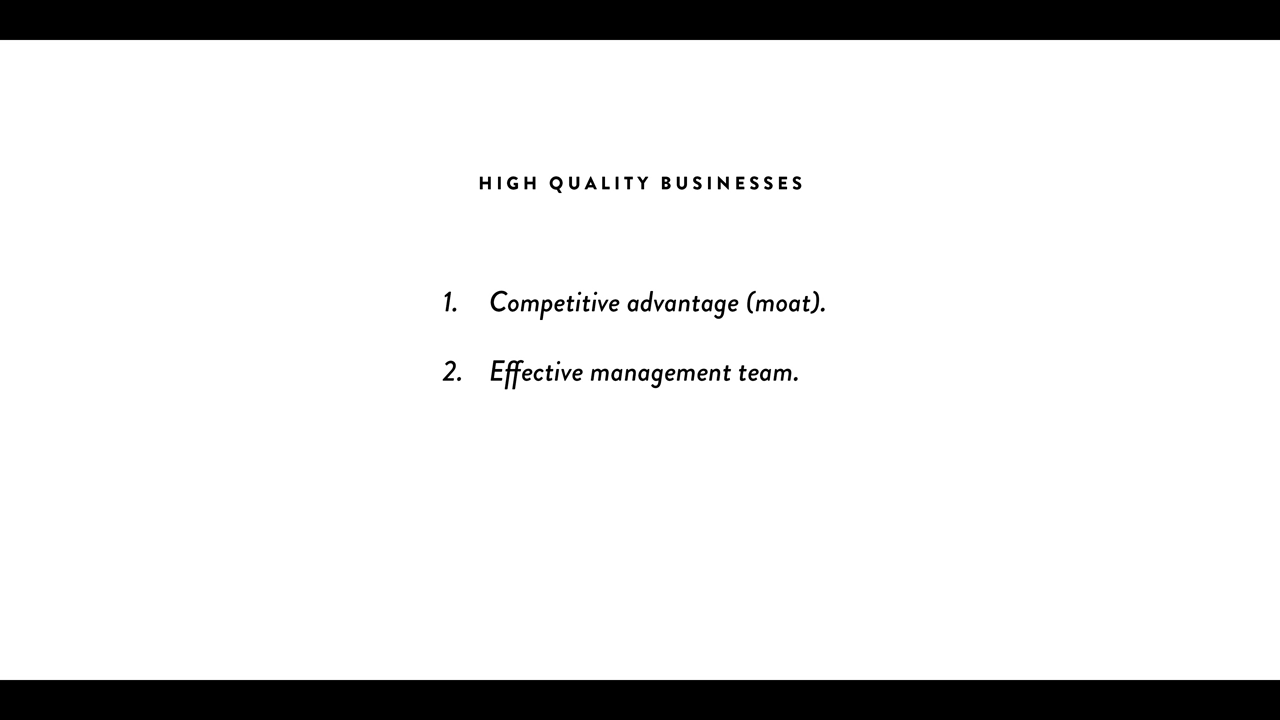 HIGH QUALITY BUSINESSES
1. Competitive advantage (moat).
2. Effective management team.